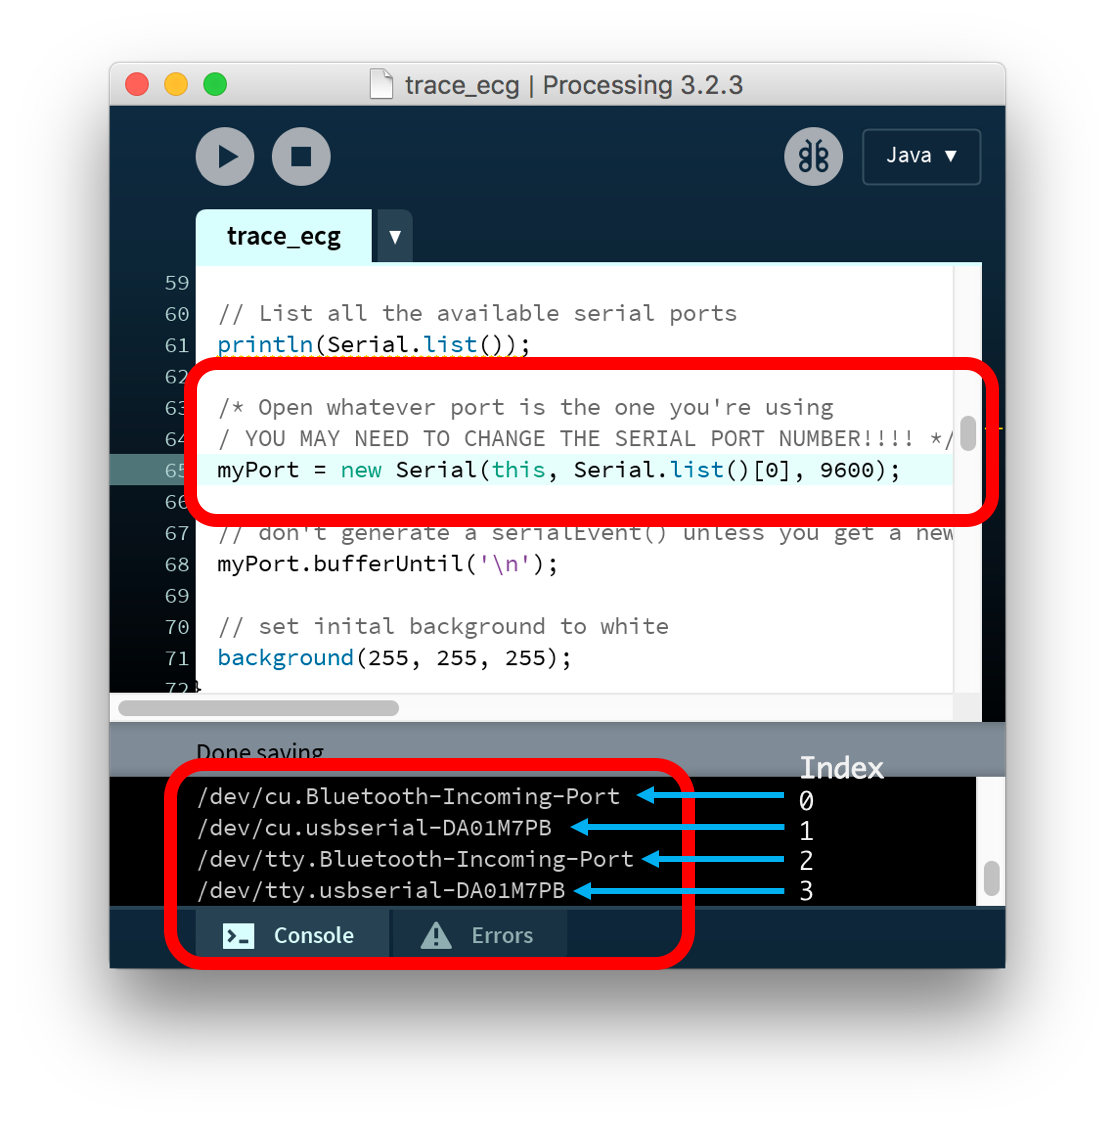 trace_ecg | Processing 3.2.3
Java ▼
trace_ecg ▼
59
60 // List all the available serial ports
61 println(Serial.list());
62
63 /* Open whatever port is the one you're using
64 / YOU MAY NEED TO CHANGE THE SERIAL PORT NUMBER!!!! */
65 myPort = new Serial(this, Serial.list()[0], 9600);
66
67 // don't generate a serialEvent() unless you get a new
68 myPort.bufferUntil('\n');
69
70 // set inital background to white
71 background(255, 255, 255);
72 }
Done saving
Index
/dev/cu.Bluetooth-Incoming-Port 0
/dev/cu.usbserial-DA01M7PB 1
/dev/tty.Bluetooth-Incoming-Port 2
/dev/tty.usbserial-DA01M7PB 3
Console Errors